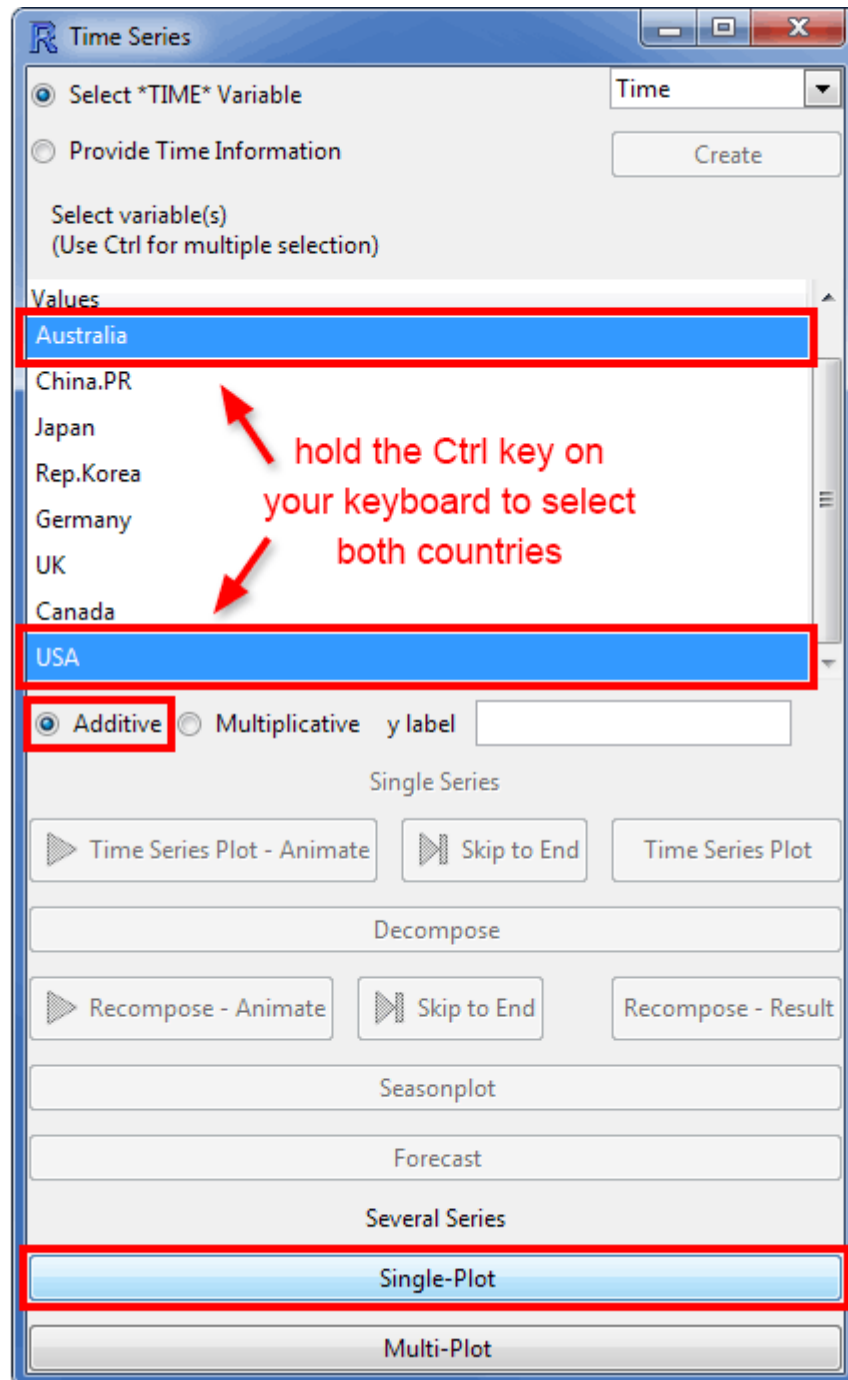 Time Series
Select *TIME* Variable
Time
Provide Time Information
Create
Select variable(s)
(Use Ctrl for multiple selection)
Values
Australia
China.PR
Japan
Rep.Korea
Germany
UK
Canada
USA
hold the Ctrl key on
your keyboard to select
both countries
Additive Multiplicative y label
Single Series
Time Series Plot - Animate Skip to End Time Series Plot
Decompose
Recompose - Animate Skip to End Recompose - Result
Seasonplot
Forecast
Several Series
Single-Plot
Multi-Plot